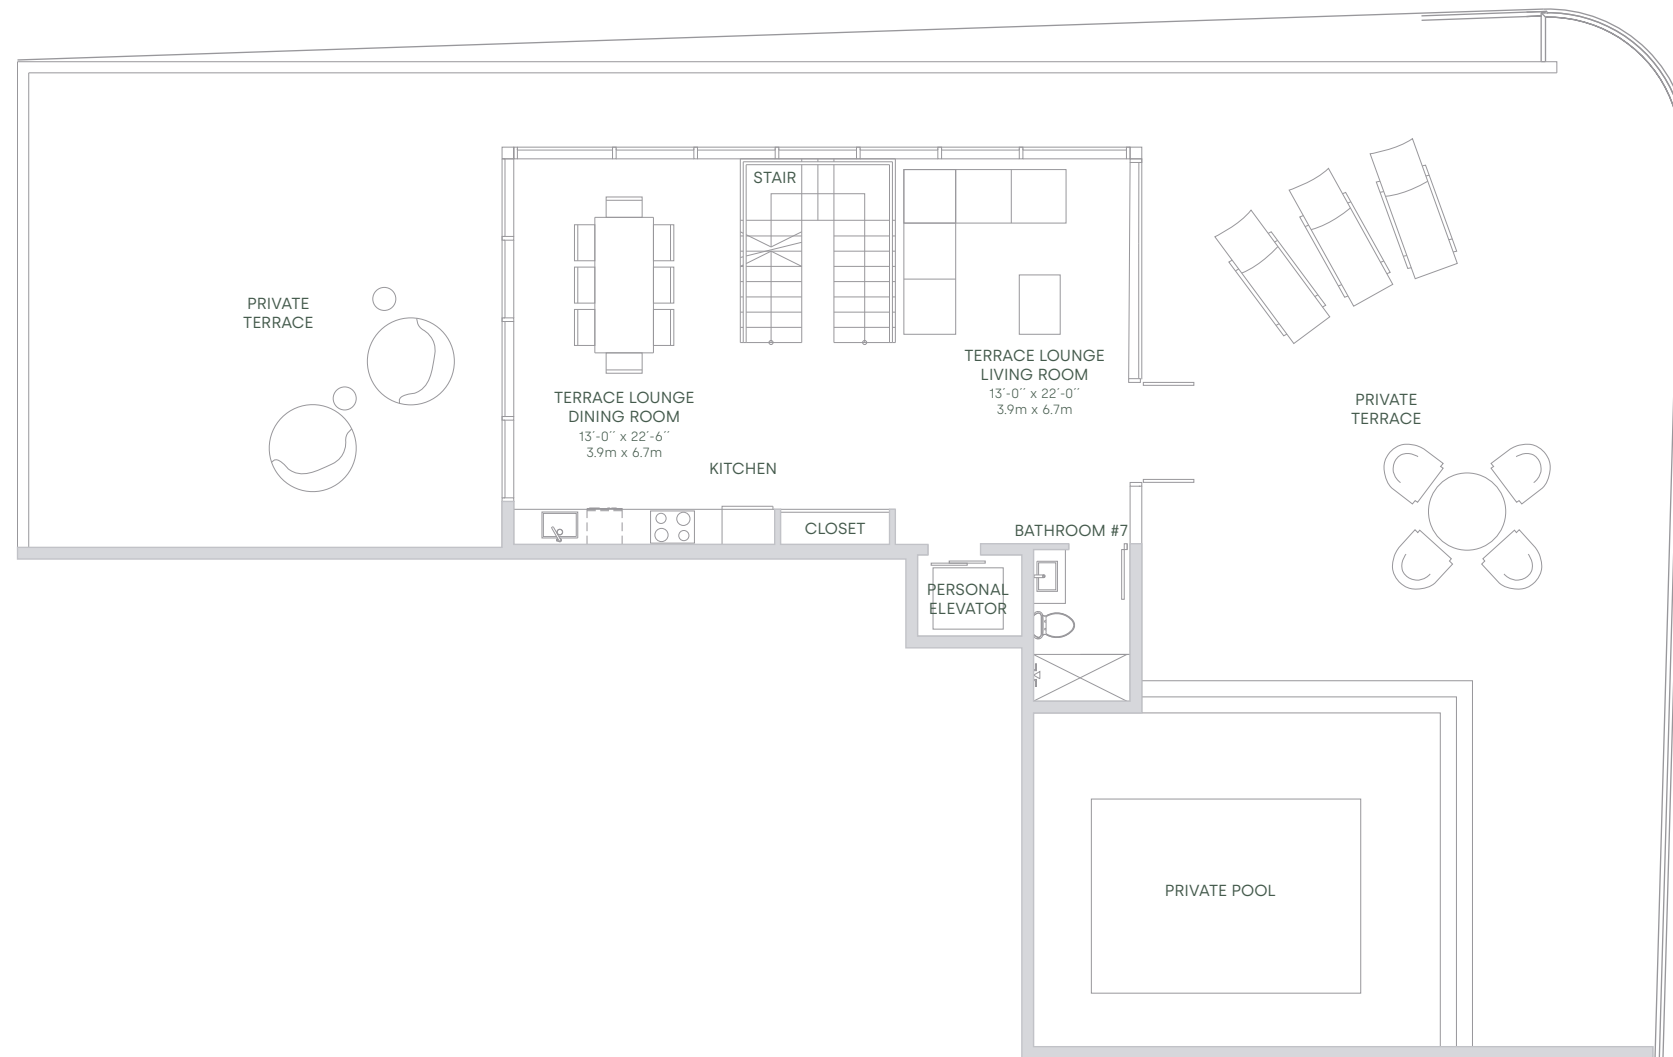 STAIR
PRIVATE
TERRACE
TERRACE LOUNGE
DINING ROOM
13´-0´´ x 22´-6´´
3.9m x 6.7m
TERRACE LOUNGE
LIVING ROOM
13´-0´´ x 22´-0´´
3.9m x 6.7m
PRIVATE
TERRACE
KITCHEN
CLOSET
BATHROOM #7
PERSONAL
ELEVATOR
PRIVATE POOL